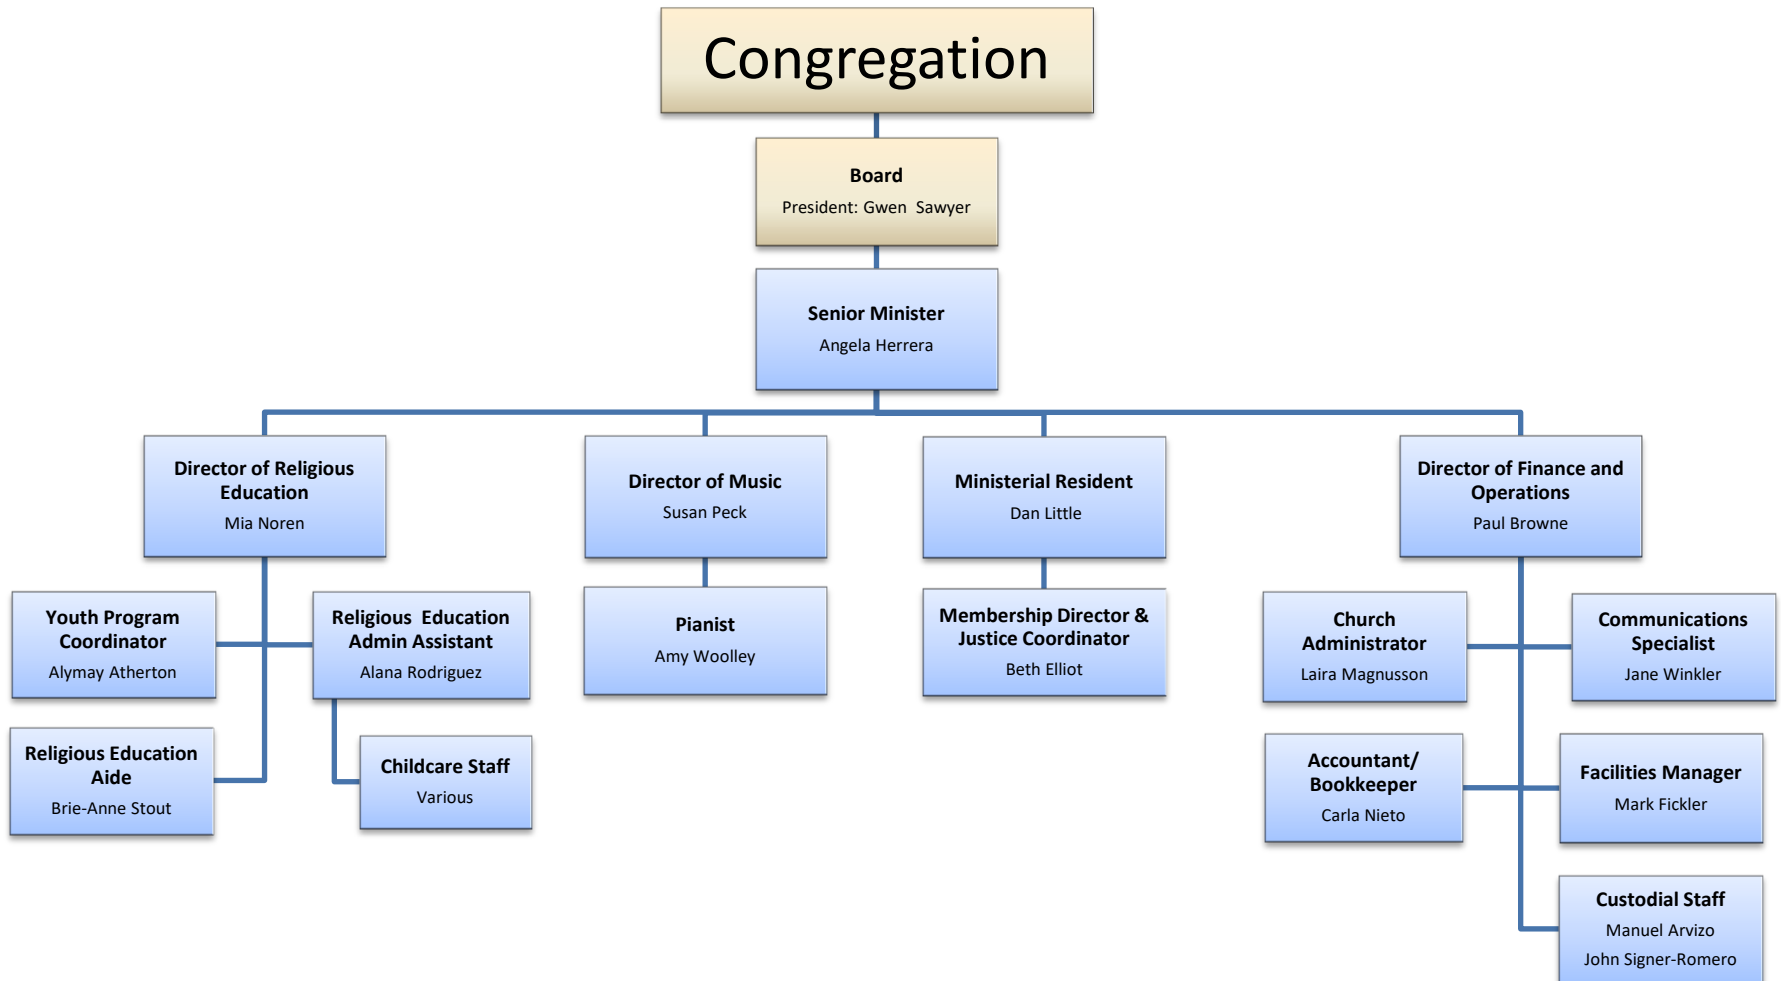 Congregation
Board
President: Gwen  Sawyer
Senior Minister
Angela Herrera
Director of Religious
Education
Mia Noren
Director of Music
Susan Peck
Ministerial Resident
Dan Little
Director of Finance and
Operations
Paul Browne
Youth Program
Coordinator
Alymay Atherton
Religious  Education
Admin Assistant
Alana Rodriguez
Pianist
Amy Woolley
Membership Director &
Justice Coordinator
Beth Elliot
Church
Administrator
Laira Magnusson
Communications
Specialist
Jane Winkler
Religious Education
Aide
Brie-Anne Stout
Childcare Staff
Various
Accountant/
Bookkeeper
Carla Nieto
Facilities Manager
Mark Fickler
Custodial Staff
Manuel Arvizo
John Signer-Romero